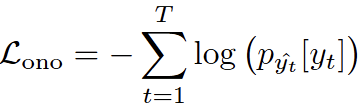 ℒ_ono = − ∑_{t=1}^{T} log (p_{ŷ_t}[y_t])